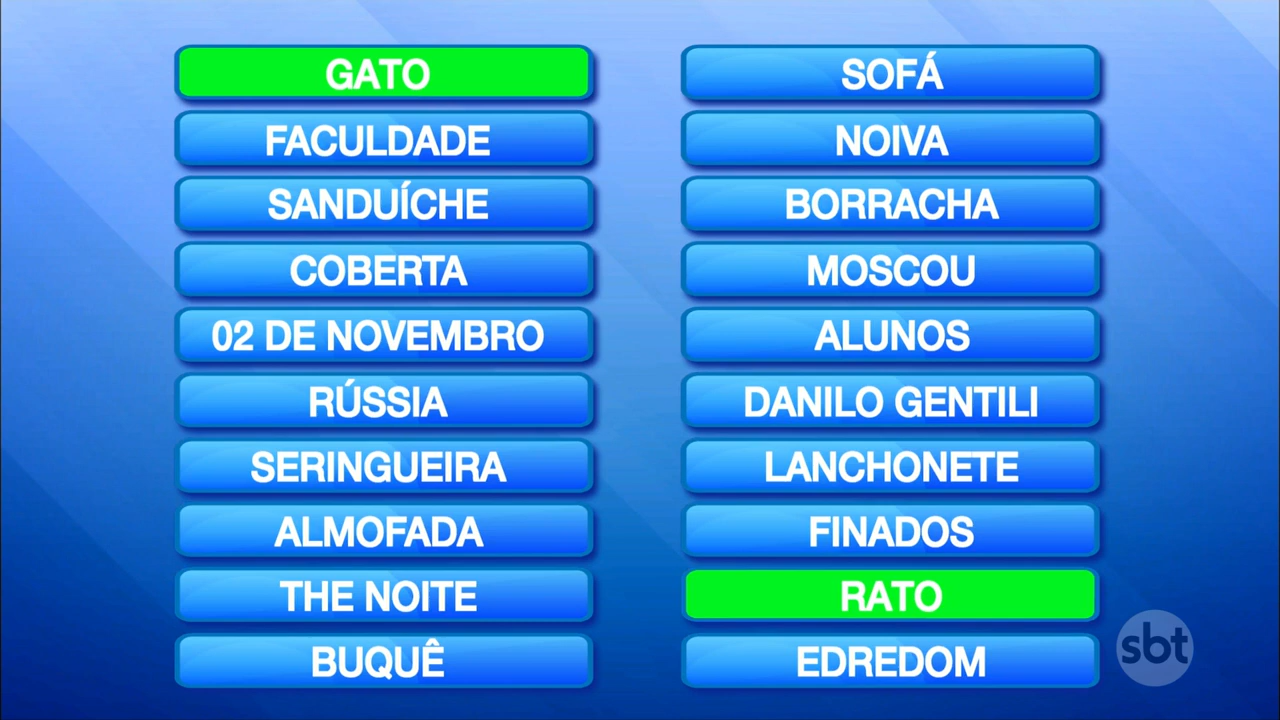 GATO
FACULDADE
SANDUÍCHE
COBERTA
02 DE NOVEMBRO
RÚSSIA
SERINGUEIRA
ALMOFADA
THE NOITE
BUQUÊ
SOFÁ
NOIVA
BORRACHA
MOSCOU
ALUNOS
DANILO GENTILI
LANCHONETE
FINADOS
RATO
EDREDOM
sbt